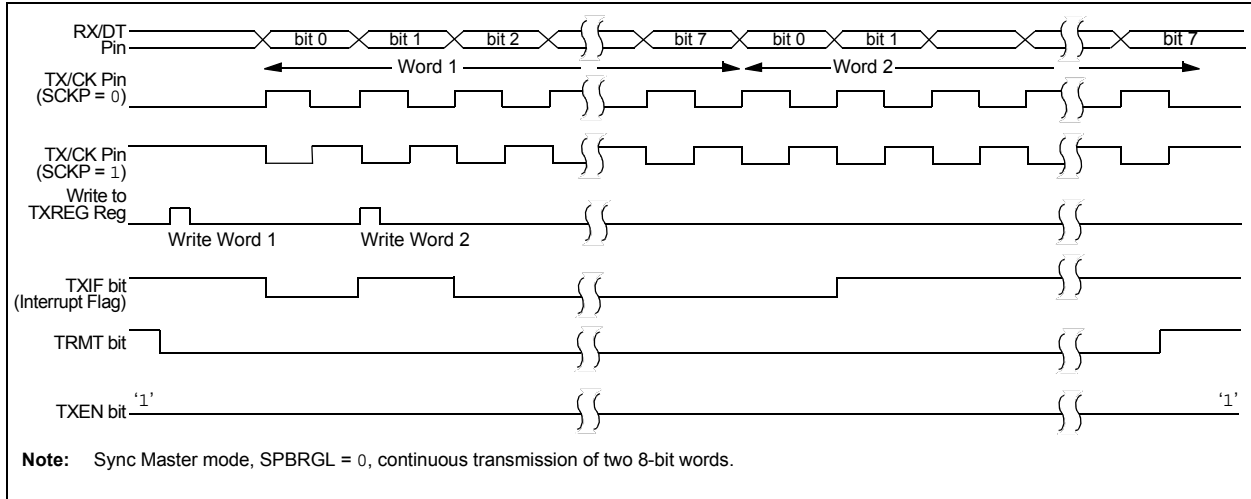 RX/DT
Pin
bit 0 bit 1 bit 2 bit 7 bit 0 bit 1 bit 7
Word 1 Word 2
TX/CK Pin
(SCKP = 0)
TX/CK Pin
(SCKP = 1)
Write to
TXREG Reg
Write Word 1 Write Word 2
TXIF bit
(Interrupt Flag)
TRMT bit
TXEN bit ‘1’ ‘1’
Note: Sync Master mode, SPBRGL = 0, continuous transmission of two 8-bit words.